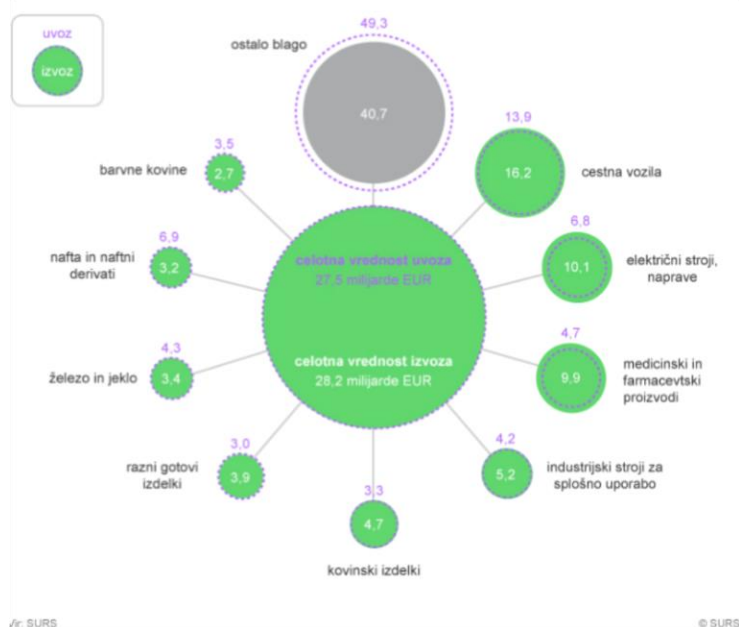 uvoz
izvoz
49,3
ostalo blago
40,7
13,9
16,2
cestna vozila
6,8
10,1
električni stroji,
naprave
4,7
9,9
medicinski in
farmacevtski
proizvodi
4,2
5,2
industrijski stroji za
splošno uporabo
3,3
4,7
kovinski izdelki
3,0
razni gotovi
izdelki
3,9
4,3
železo in jeklo
3,4
6,9
nafta in naftni
derivati
3,2
3,5
barvne kovine
2,7
celotna vrednost uvoza
27,5 milijarde EUR
celotna vrednost izvoza
28,2 milijarde EUR
Vir: SURS
© SURS